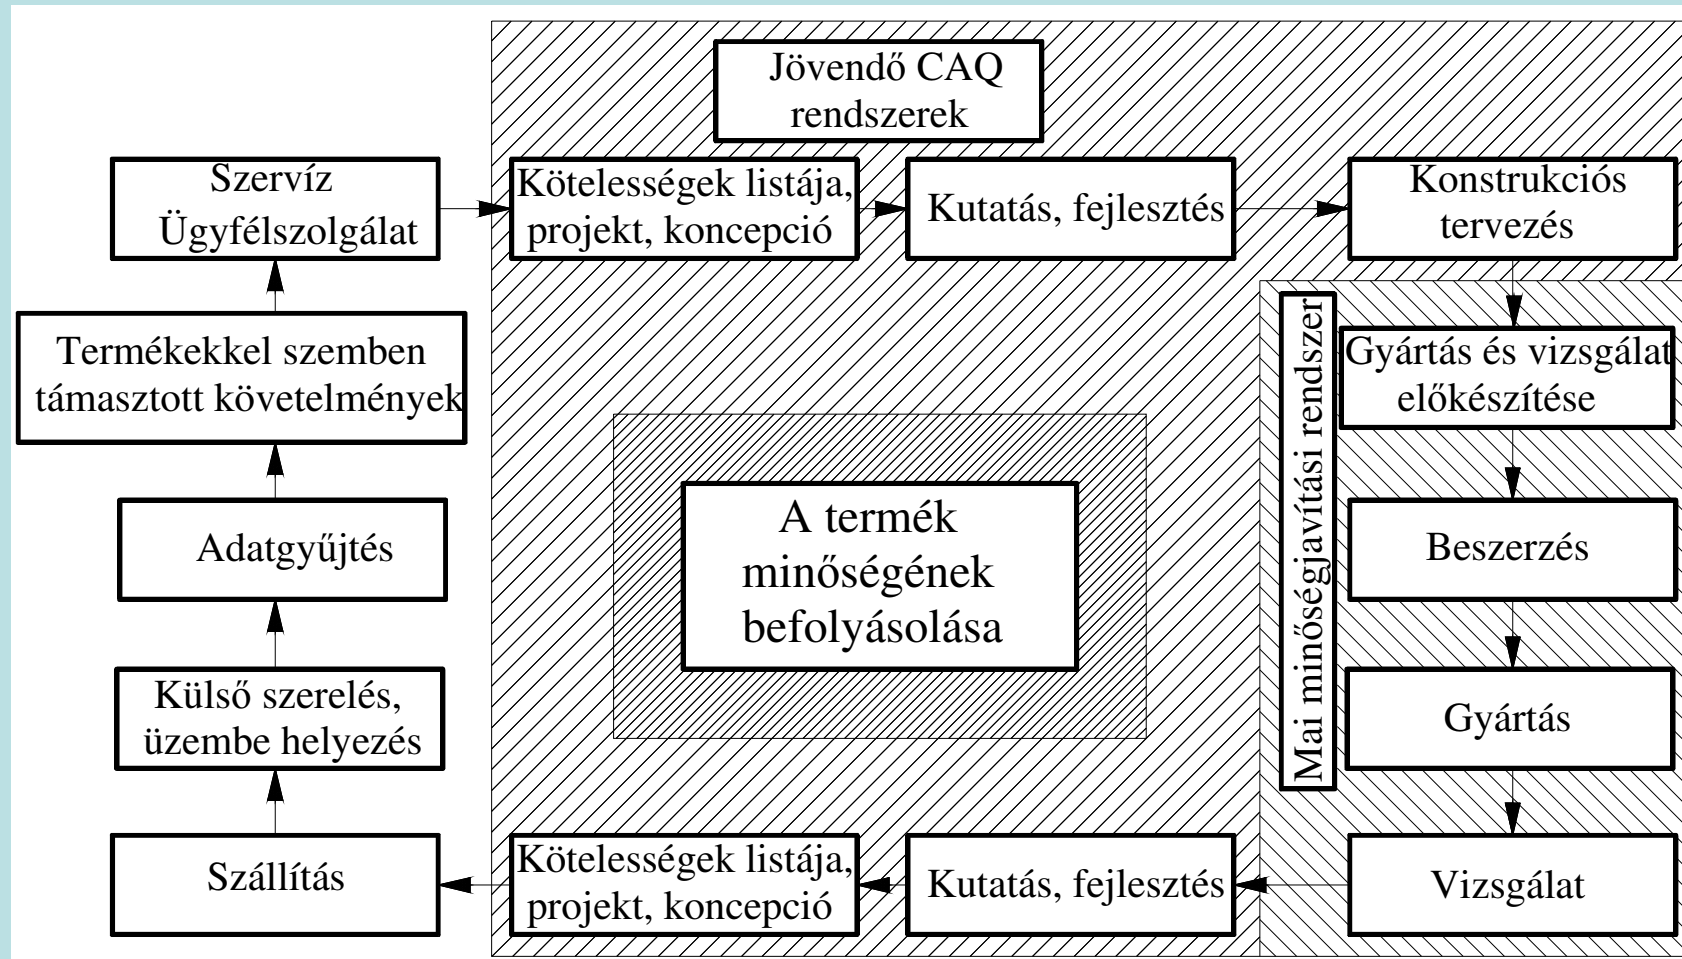 Jövendő CAQ
rendszerek
Szervíz
Ügyfélszolgálat
Kötelességek listája,
projekt, koncepció
Kutatás, fejlesztés
Konstrukciós
tervezés
Termékekkel szemben
támasztott követelmények
Mai minőségjavítási rendszer
Gyártás és vizsgálat
előkészítése
Adatgyűjtés
A termék
minőségének
befolyásolása
Beszerzés
Külső szerelés,
üzembe helyezés
Gyártás
Szállítás
Kötelességek listája,
projekt, koncepció
Kutatás, fejlesztés
Vizsgálat